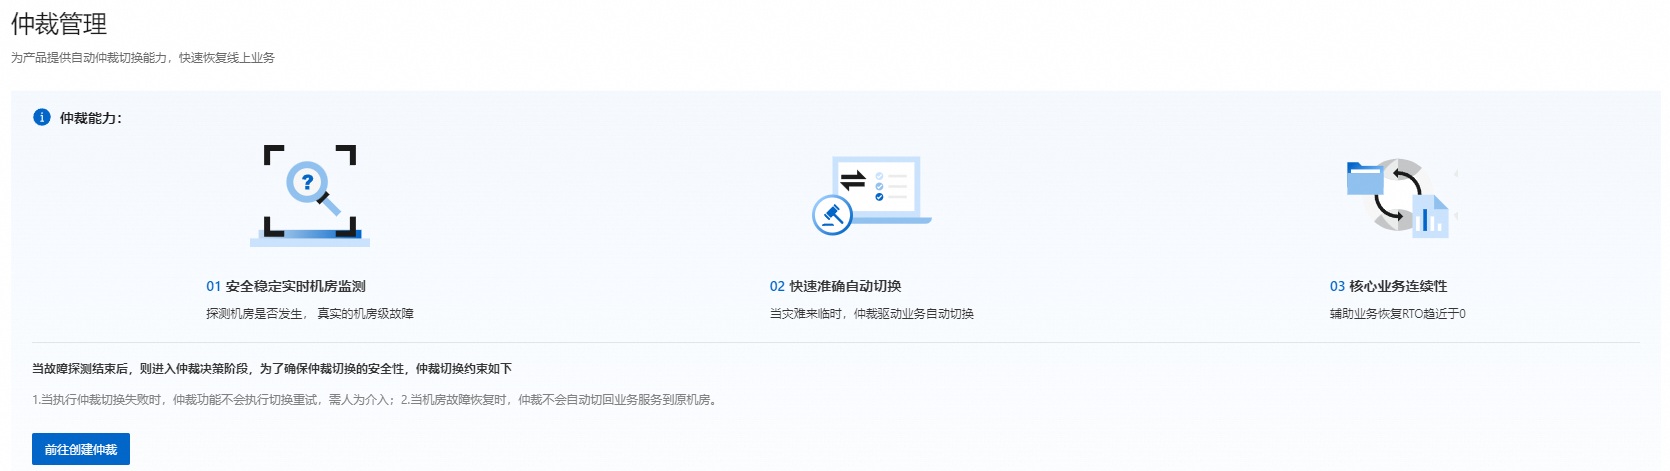 仲裁管理
为产品提供自动仲裁切换能力，快速恢复线上业务
仲裁能力：
01 安全稳定实时机房监测
探测机房是否发生， 真实的机房级故障
02 快速准确自动切换
当灾难来临时，仲裁驱动业务自动切换
03 核心业务连续性
辅助业务恢复RTO趋近于0
当故障探测结束后，则进入仲裁决策阶段，为了确保仲裁切换的安全性，仲裁切换约束如下
1.当执行仲裁切换失败时，仲裁功能不会执行切换重试，需人为介入；2.当机房故障恢复时，仲裁不会自动切回业务服务到原机房。
前往创建仲裁